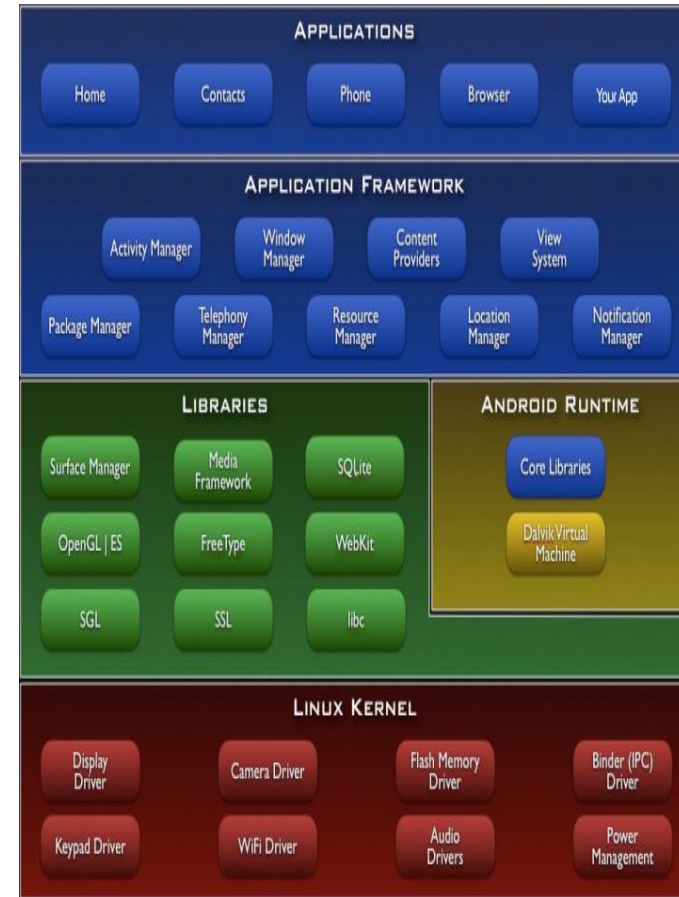 APPLICATIONS
Home
Contacts
Phone
Browser
Your App
APPLICATION FRAMEWORK
Activity Manager
Window
Manager
Content
Providers
View
System
Package Manager
Telephony
Manager
Resource
Manager
Location
Manager
Notification
Manager
LIBRARIES
Surface Manager
Media
Framework
SQLite
OpenGL | ES
FreeType
WebKit
SGL
SSL
libc
ANDROID RUNTIME
Core Libraries
Dalvik Virtual
Machine
LINUX KERNEL
Display
Driver
Camera Driver
Flash Memory
Driver
Binder (IPC)
Driver
Keypad Driver
WiFi Driver
Audio
Drivers
Power
Management